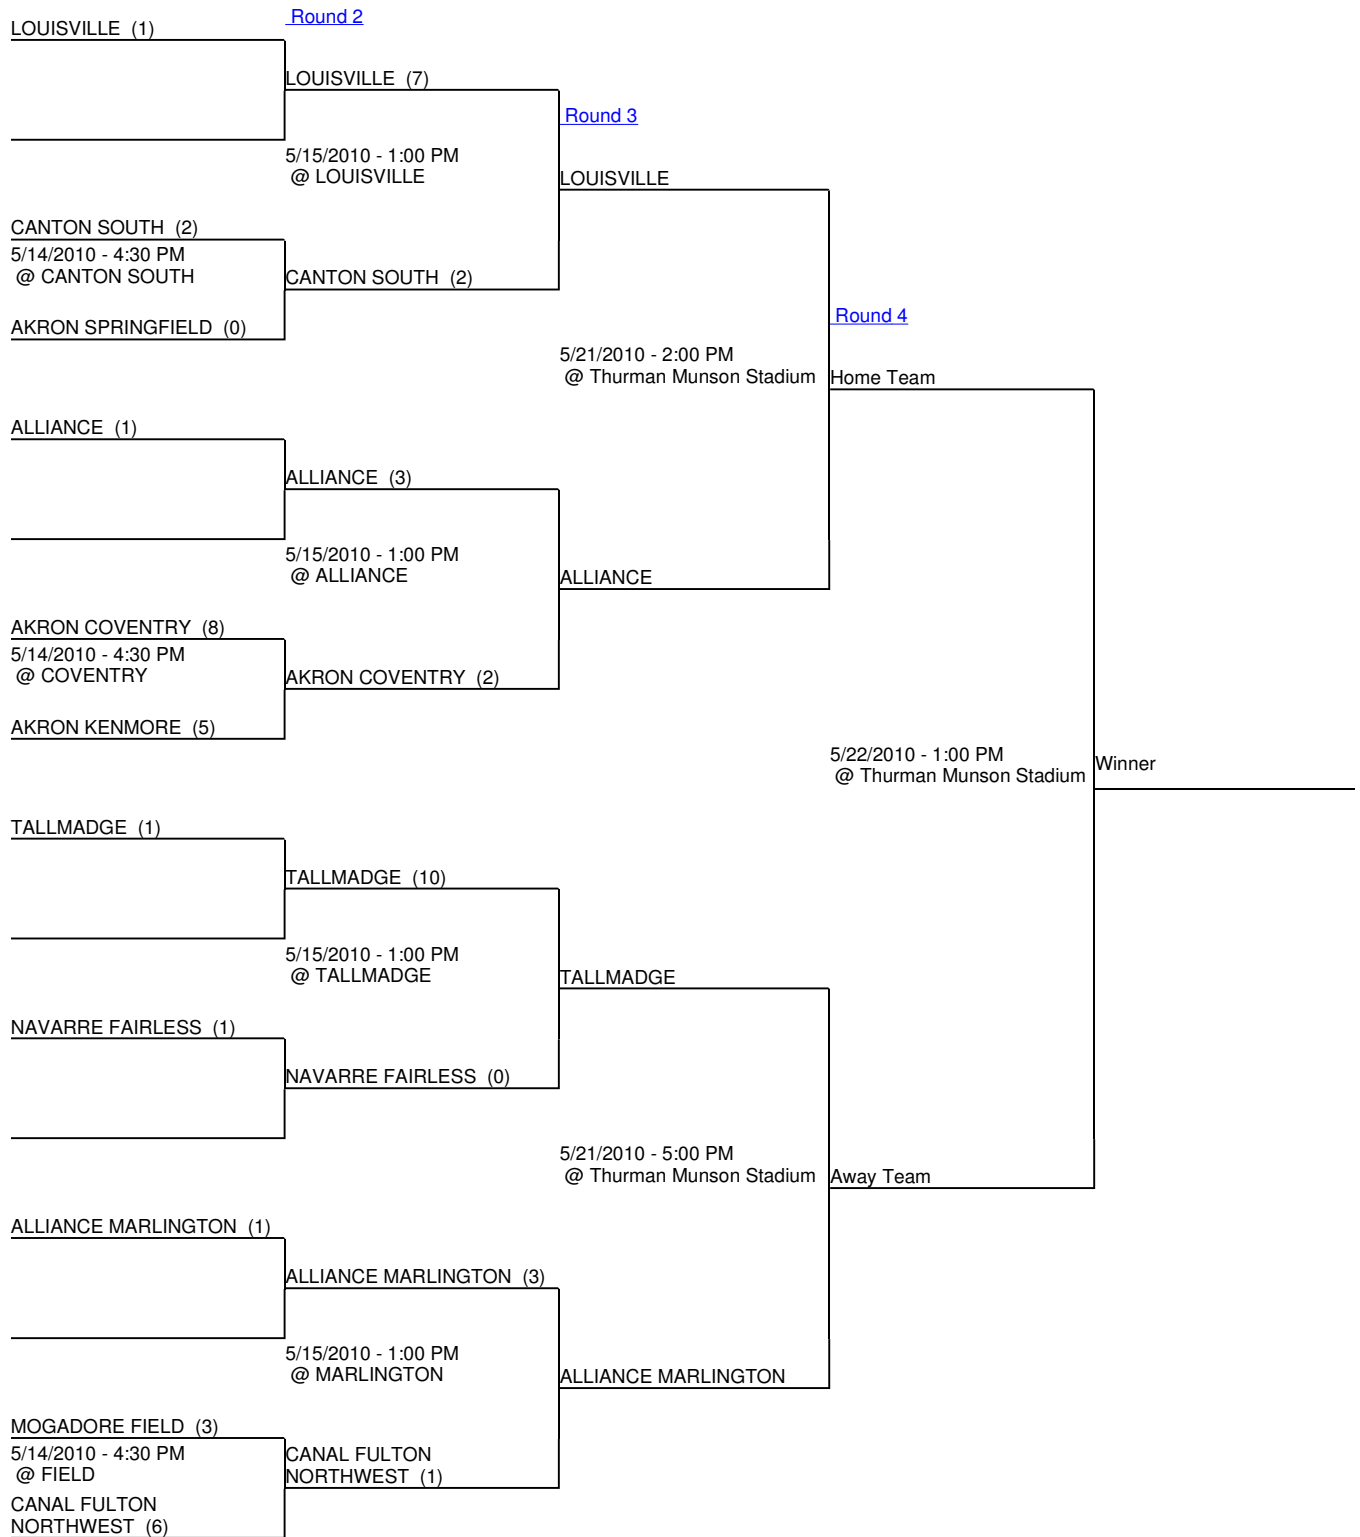 Round 2
LOUISVILLE (1)
LOUISVILLE (7)
Round 3
5/15/2010 - 1:00 PM
@ LOUISVILLE
LOUISVILLE
CANTON SOUTH (2)
5/14/2010 - 4:30 PM
@ CANTON SOUTH
CANTON SOUTH (2)
AKRON SPRINGFIELD (0)
Round 4
5/21/2010 - 2:00 PM
@ Thurman Munson Stadium
Home Team
ALLIANCE (1)
ALLIANCE (3)
5/15/2010 - 1:00 PM
@ ALLIANCE
ALLIANCE
AKRON COVENTRY (8)
5/14/2010 - 4:30 PM
@ COVENTRY
AKRON COVENTRY (2)
AKRON KENMORE (5)
5/22/2010 - 1:00 PM
@ Thurman Munson Stadium
Winner
TALLMADGE (1)
TALLMADGE (10)
5/15/2010 - 1:00 PM
@ TALLMADGE
TALLMADGE
NAVARRE FAIRLESS (1)
NAVARRE FAIRLESS (0)
5/21/2010 - 5:00 PM
@ Thurman Munson Stadium
Away Team
ALLIANCE MARLINGTON (1)
ALLIANCE MARLINGTON (3)
5/15/2010 - 1:00 PM
@ MARLINGTON
ALLIANCE MARLINGTON
MOGADORE FIELD (3)
5/14/2010 - 4:30 PM
@ FIELD
CANAL FULTON
NORTHWEST (1)
CANAL FULTON
NORTHWEST (6)